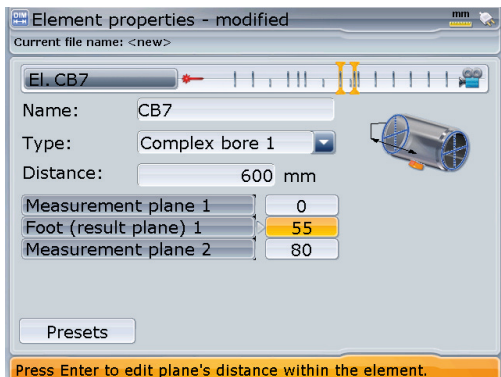 DIM
Element properties - modified
mm
Current file name: <new>
El. CB7
Name: CB7
Type: Complex bore 1
Distance: 600 mm
Measurement plane 1 0
Foot (result plane) 1 55
Measurement plane 2 80
Presets
Press Enter to edit plane's distance within the element.